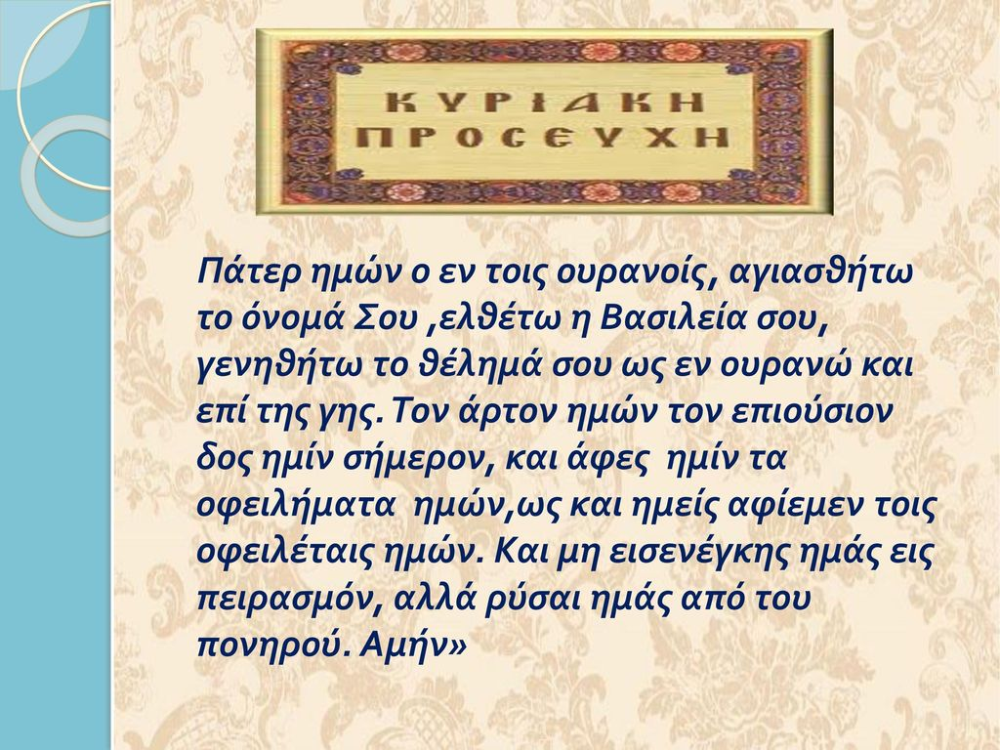 ΚΥΡΙΑΚΗ
ΠΡΟΣΕΥΧΗ
Πάτερ ημών ο εν τοις ουρανοίς, αγιασθήτω
το όνομά Σου ,ελθέτω η Βασιλεία σου,
γενηθήτω το θέλημά σου ως εν ουρανώ και
επί της γης. Τον άρτον ημών τον επιούσιον
δος ημίν σήμερον, και άφες  ημίν τα
οφειλήματα  ημών,ως και ημείς αφίεμεν τοις
οφειλέταις ημών. Και μη εισενέγκης ημάς εις
πειρασμόν, αλλά ρύσαι ημάς από του
πονηρού. Αμήν»